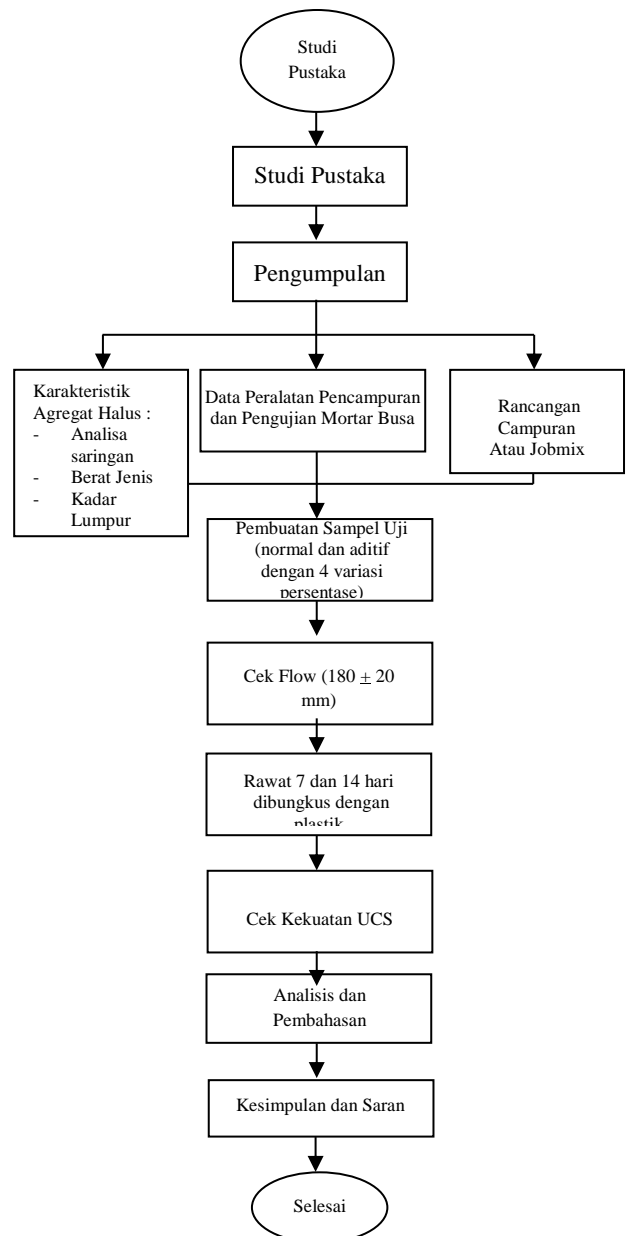 Studi
Pustaka
Studi Pustaka
Pengumpulan
Karakteristik
Agregat Halus :
- Analisa
saringan
- Berat Jenis
- Kadar
Lumpur
Data Peralatan Pencampuran
dan Pengujian Mortar Busa
Rancangan
Campuran
Atau Jobmix
Pembuatan Sampel Uji
(normal dan aditif
dengan 4 variasi
persentase)
Cek Flow (180 ± 20
mm)
Rawat 7 dan 14 hari
dibungkus dengan
plastik
Cek Kekuatan UCS
Analisis dan
Pembahasan
Kesimpulan dan Saran
Selesai